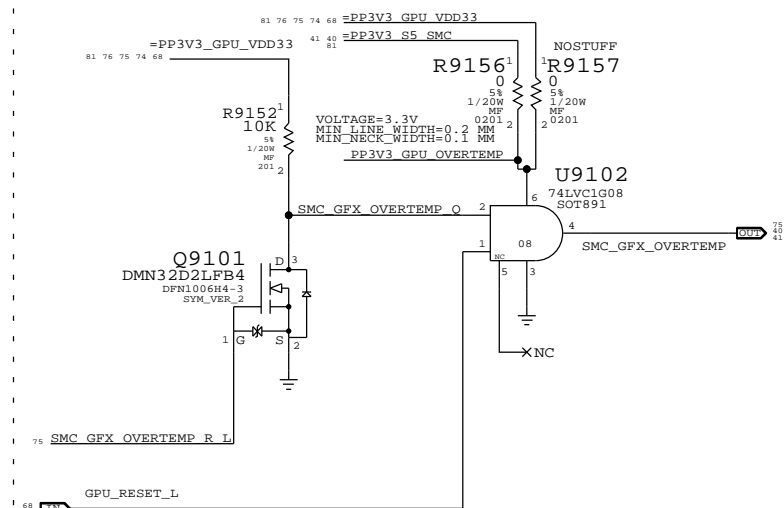 81 76 75 74 68 =PP3V3_GPU_VDD33
41 40 =PP3V3_S5_SMC
81
=PP3V3_GPU_VDD33
81 76 75 74 68
NOSTUFF
R9156 1
0
5%
1/20W
MF
0201
2
1 R9157
0
5%
1/20W
MF
0201
2
R9152 1
10K
5%
1/20W
MF
201
2
VOLTAGE=3.3V
MIN_LINE_WIDTH=0.2 MM
MIN_NECK_WIDTH=0.1 MM
PP3V3_GPU_OVERTEMP
U9102
74LVC1G08
SOT891
6
SMC_GFX_OVERTEMP_Q 2
1
08
NC
4
5
3
SMC_GFX_OVERTEMP
OUT
75
40
41
NC
Q9101
DMN32D2LFB4
DFN1006H4-3
SYM_VER_2
D 3
1 G S 2
75 SMC_GFX_OVERTEMP_R_L
GPU_RESET_L
68 IN